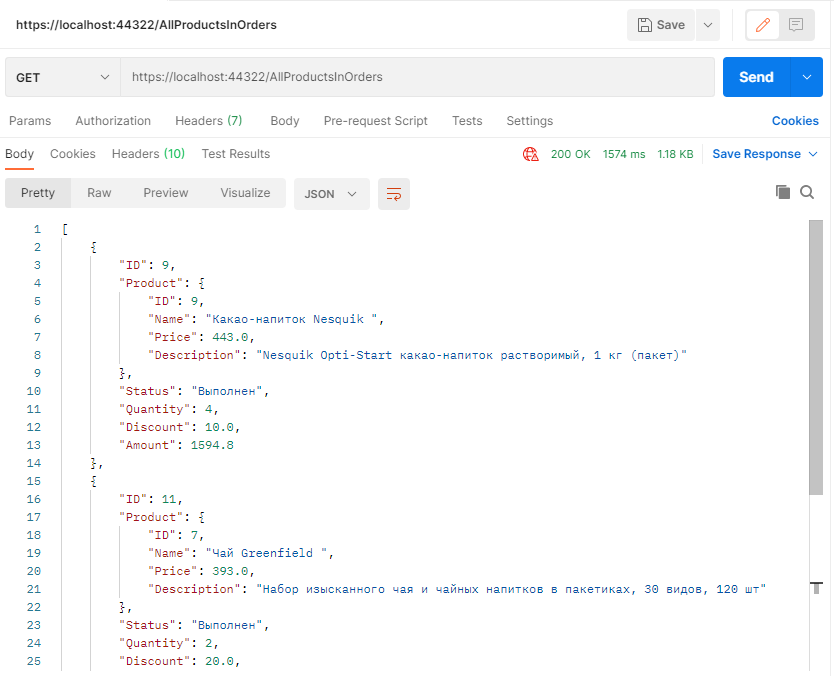 https://localhost:44322/AllProductsInOrders Save
GET https://localhost:44322/AllProductsInOrders Send
Params Authorization Headers (7) Body Pre-request Script Tests Settings Cookies
Body Cookies Headers (10) Test Results 200 OK 1574 ms 1.18 KB Save Response
Pretty Raw Preview Visualize JSON
1 [
2 {
3 "ID": 9,
4 "Product": {
5 "ID": 9,
6 "Name": "Какао-напиток Nesquik ",
7 "Price": 443.0,
8 "Description": "Nesquik Opti-Start какао-напиток растворимый, 1 кг (пакет)"
9 },
10 "Status": "Выполнен",
11 "Quantity": 4,
12 "Discount": 10.0,
13 "Amount": 1594.8
14 },
15 {
16 "ID": 11,
17 "Product": {
18 "ID": 7,
19 "Name": "Чай Greenfield ",
20 "Price": 393.0,
21 "Description": "Набор изысканного чая и чайных напитков в пакетиках, 30 видов, 120 шт"
22 },
23 "Status": "Выполнен",
24 "Quantity": 2,
25 "Discount": 20.0,